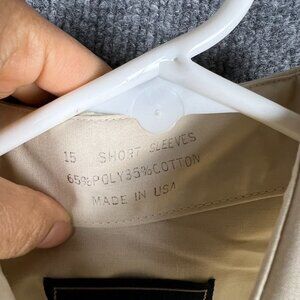 15 SHORT SLEEVES
65%POLY35%COTTON
MADE IN USA